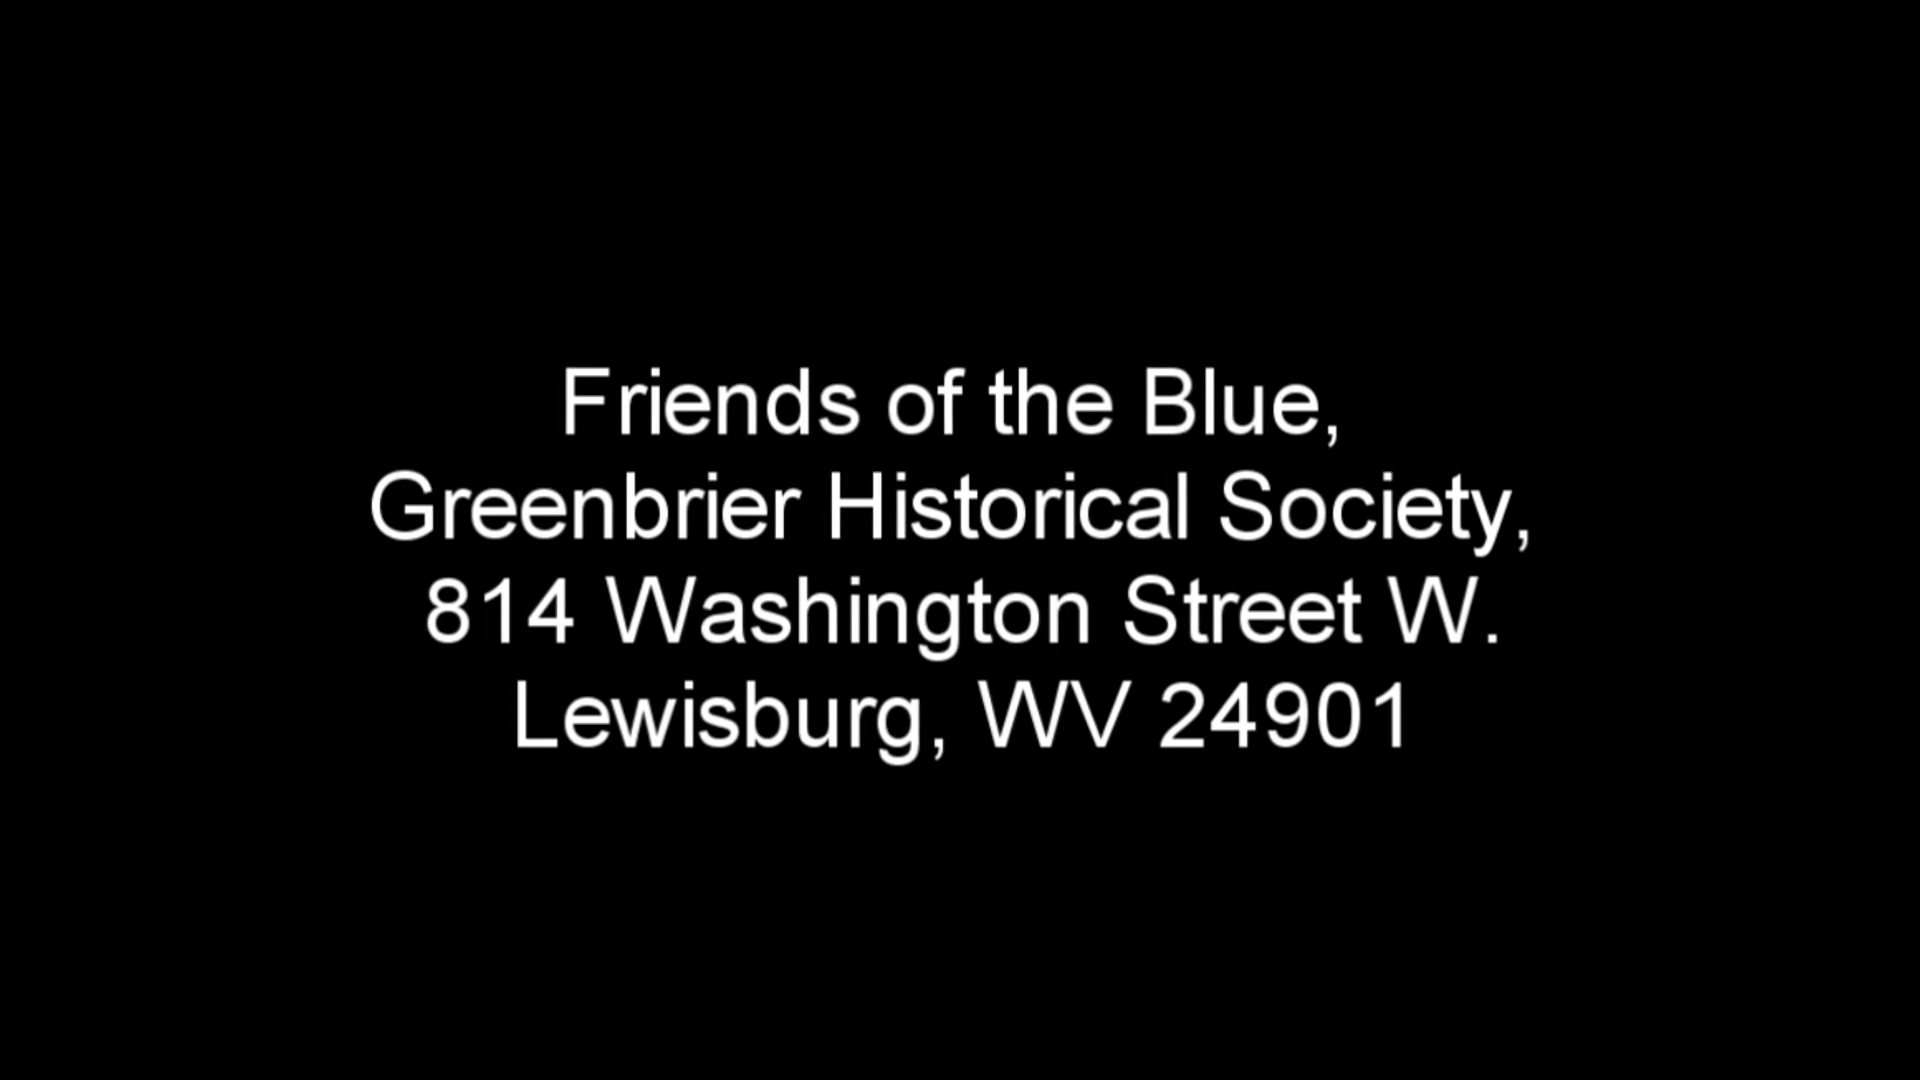 Friends of the Blue,
Greenbrier Historical Society,
814 Washington Street W.
Lewisburg, WV 24901